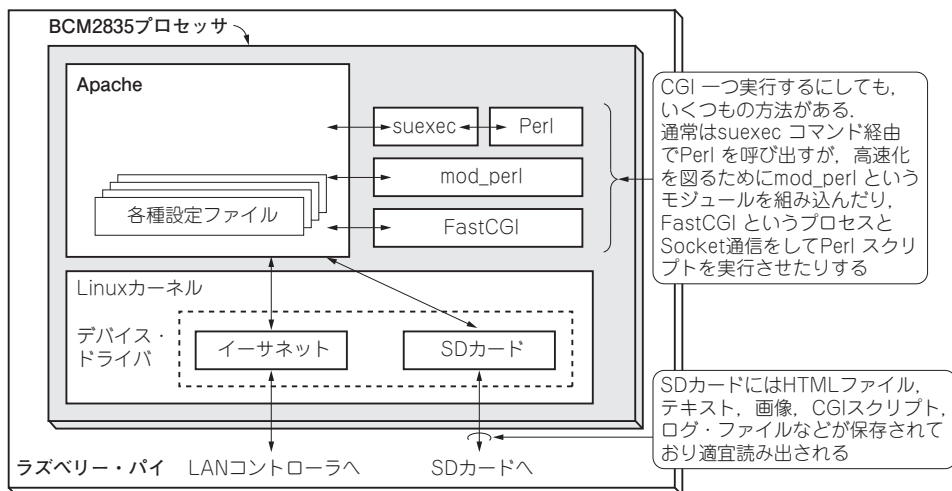 BCM2835プロセッサ
Apache
suexec
Perl
mod_perl
FastCGI
各種設定ファイル
CGI 一つ実行するにしても，
いくつもの方法がある．
通常はsuexec コマンド経由
でPerl を呼び出すが，高速化
を図るためにmod_perl という
モジュールを組み込んだり，
FastCGI というプロセスと
Socket通信をしてPerl スクリ
プトを実行させたりする
Linuxカーネル
デバイス・
ドライバ
イーサネット
SDカード
SDカードにはHTMLファイル，
テキスト，画像，CGIスクリプト，
ログ・ファイルなどが保存されて
おり適宜読み出される
ラズベリー・パイ
LANコントローラへ
SDカードへ